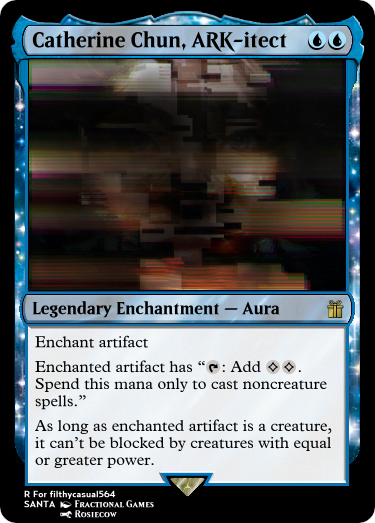 Catherine Chun, ARK-itect
Legendary Enchantment — Aura
Enchant artifact
Enchanted artifact has “: Add .
Spend this mana only to cast noncreature
spells.”
As long as enchanted artifact is a creature,
it can’t be blocked by creatures with equal
or greater power.
R For filthycasual564
SANTA Fractional Games
Rosiecow